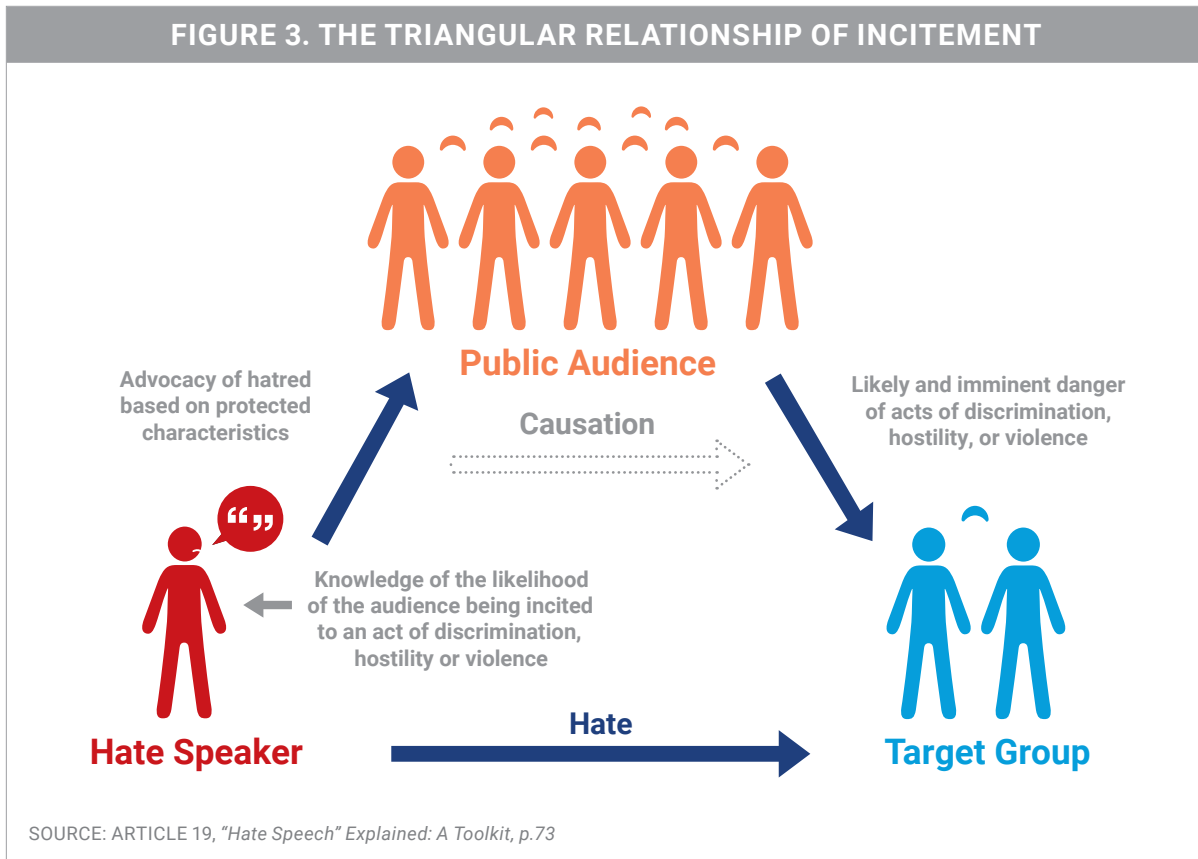 FIGURE 3. THE TRIANGULAR RELATIONSHIP OF INCITEMENT
Public Audience
Advocacy of hatred
based on protected
characteristics
Causation
Likely and imminent danger
of acts of discrimination,
hostility, or violence
“ ”
Knowledge of the likelihood
of the audience being incited
to an act of discrimination,
hostility or violence
Hate Speaker
Hate
Target Group
SOURCE: ARTICLE 19, “Hate Speech” Explained: A Toolkit, p.73